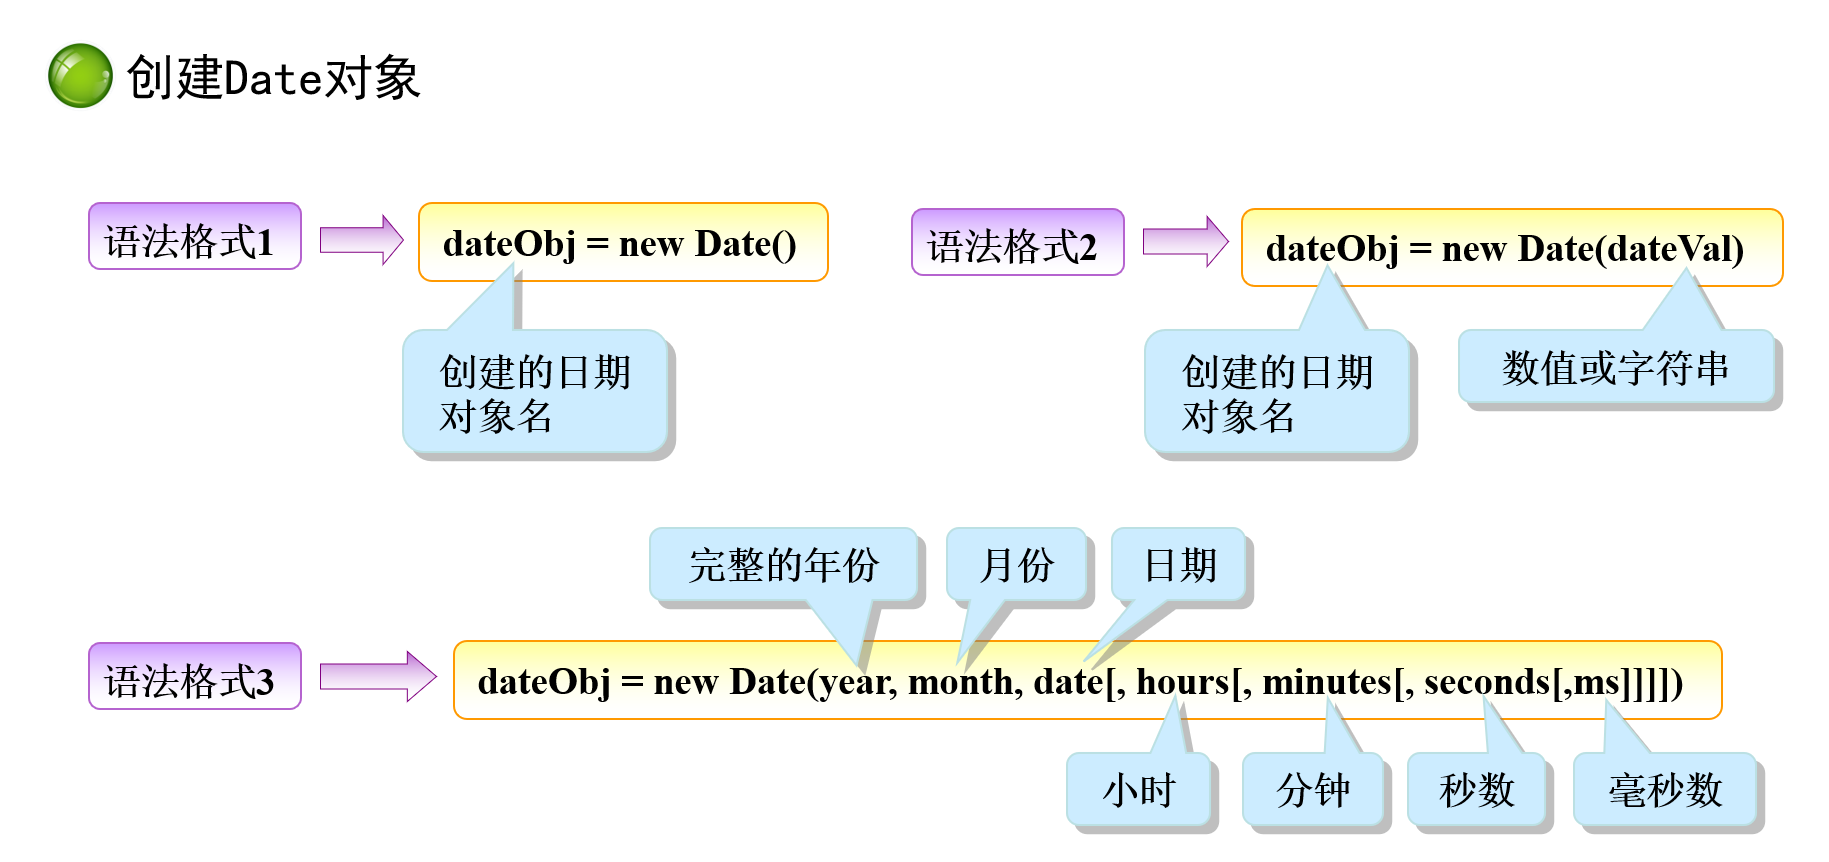 创建Date对象
语法格式1
dateObj = new Date()
创建的日期
对象名
语法格式2
dateObj = new Date(dateVal)
创建的日期
对象名
数值或字符串
完整的年份
月份
日期
语法格式3
dateObj = new Date(year, month, date[, hours[, minutes[, seconds[,ms]]]])
小时
分钟
秒数
毫秒数